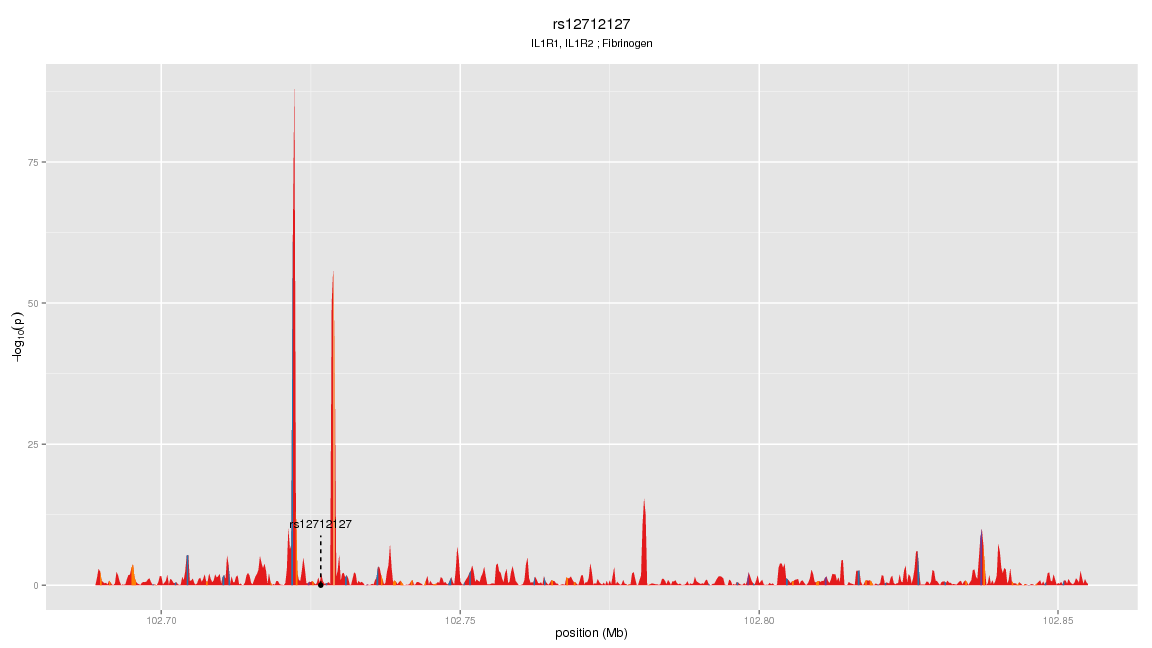 rs12712127
IL1R1, IL1R2 ; Fibrinogen
75
50
25
0
−log10(p)
rs12712127
102.70
102.75
102.80
102.85
position (Mb)